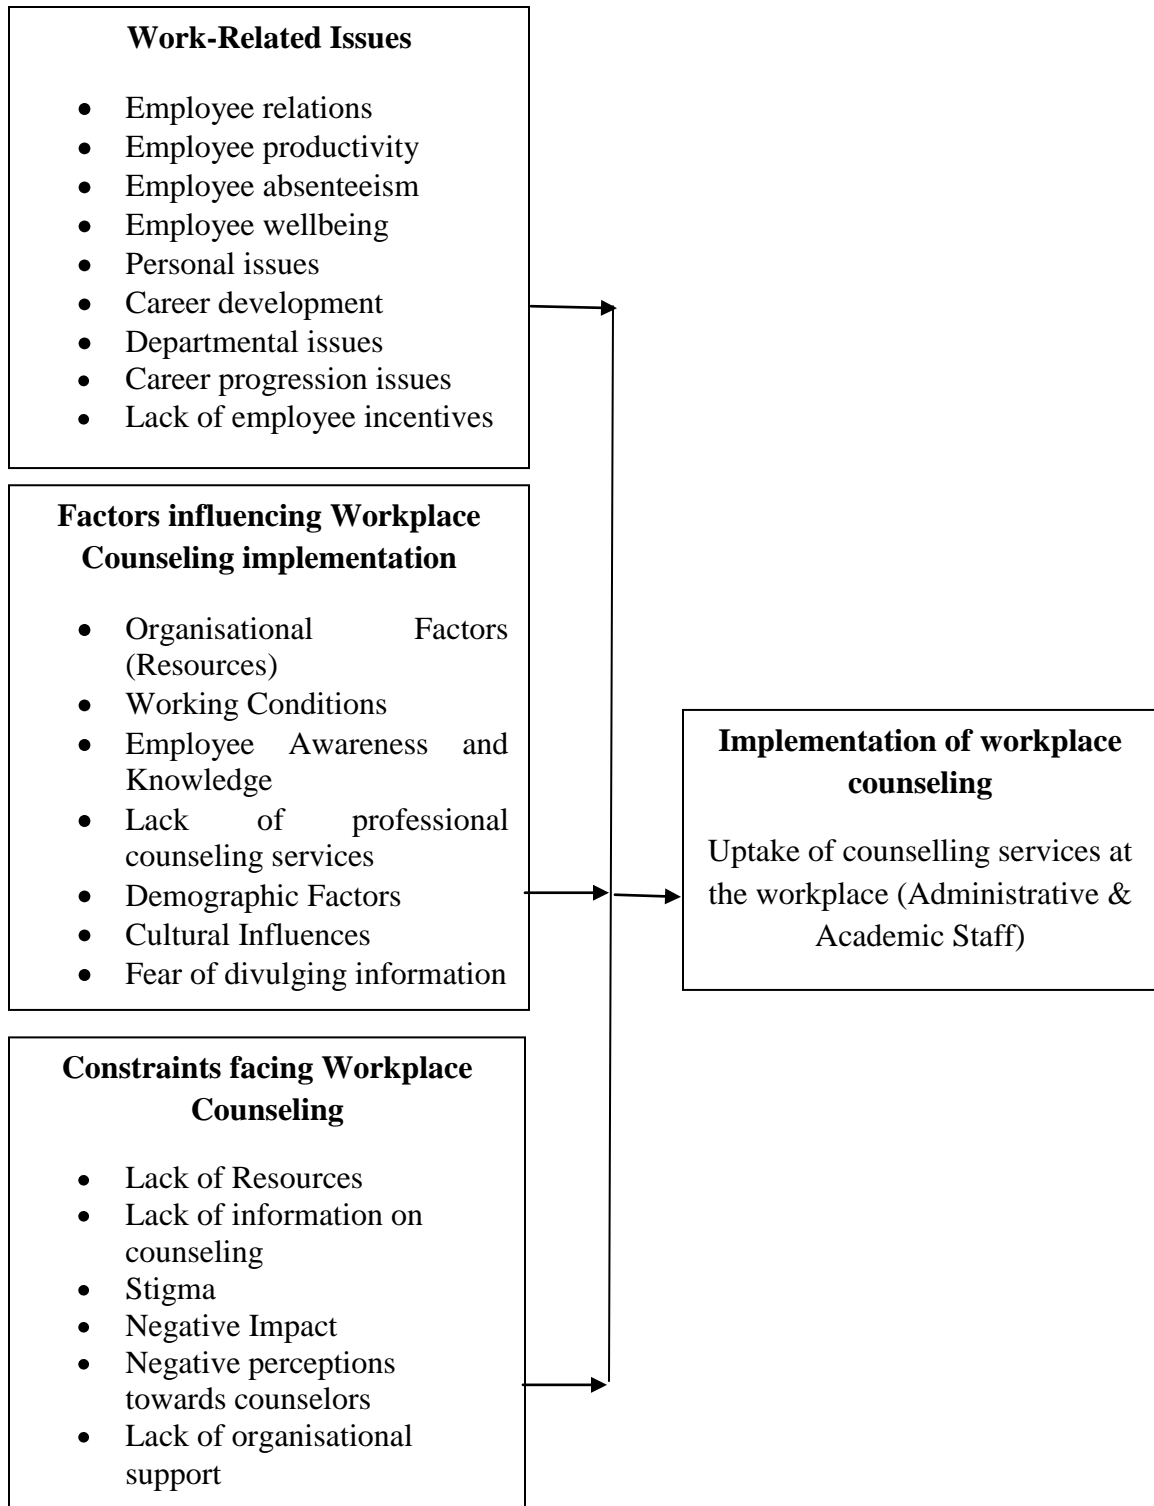 Work-Related Issues
• Employee relations
• Employee productivity
• Employee absenteeism
• Employee wellbeing
• Personal issues
• Career development
• Departmental issues
• Career progression issues
• Lack of employee incentives
Factors influencing Workplace
Counseling implementation
• Organisational Factors
(Resources)
• Working Conditions
• Employee Awareness and
Knowledge
• Lack of professional
counseling services
• Demographic Factors
• Cultural Influences
• Fear of divulging information
Constraints facing Workplace
Counseling
• Lack of Resources
• Lack of information on
counseling
• Stigma
• Negative Impact
• Negative perceptions
towards counselors
• Lack of organisational
support
Implementation of workplace
counseling
Uptake of counselling services at
the workplace (Administrative &
Academic Staff)